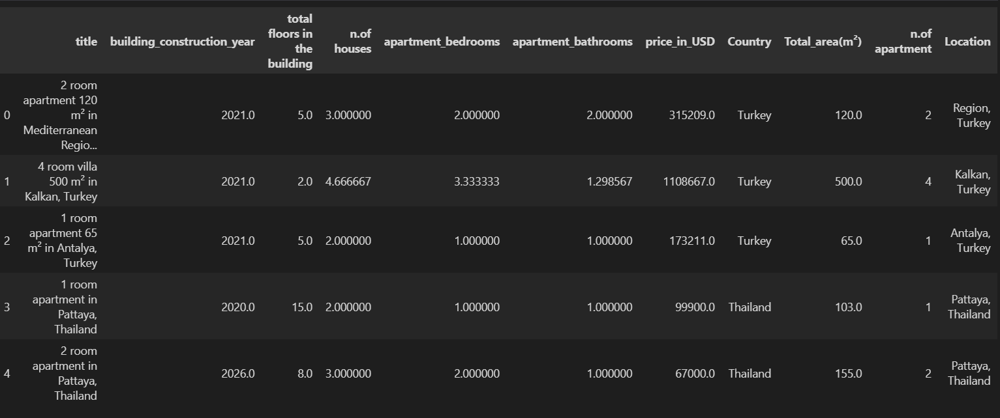 title building_construction_year total floors in the building n.of houses apartment_bedrooms apartment_bathrooms price_in_USD Country Total_area(m²) n.of apartment Location
0 2 room apartment 120 m² in Mediterranean Regio... 2021.0 5.0 3.000000 2.000000 2.000000 315209.0 Turkey 120.0 2 Region, Turkey
1 4 room villa 500 m² in Kalkan, Turkey 2021.0 2.0 4.666667 3.333333 1.298567 1108667.0 Turkey 500.0 4 Kalkan, Turkey
2 1 room apartment 65 m² in Antalya, Turkey 2021.0 5.0 2.000000 1.000000 1.000000 173211.0 Turkey 65.0 1 Antalya, Turkey
3 1 room apartment in Pattaya, Thailand 2020.0 15.0 2.000000 1.000000 1.000000 99900.0 Thailand 103.0 1 Pattaya, Thailand
4 2 room apartment in Pattaya, Thailand 2026.0 8.0 3.000000 2.000000 1.000000 67000.0 Thailand 155.0 2 Pattaya, Thailand